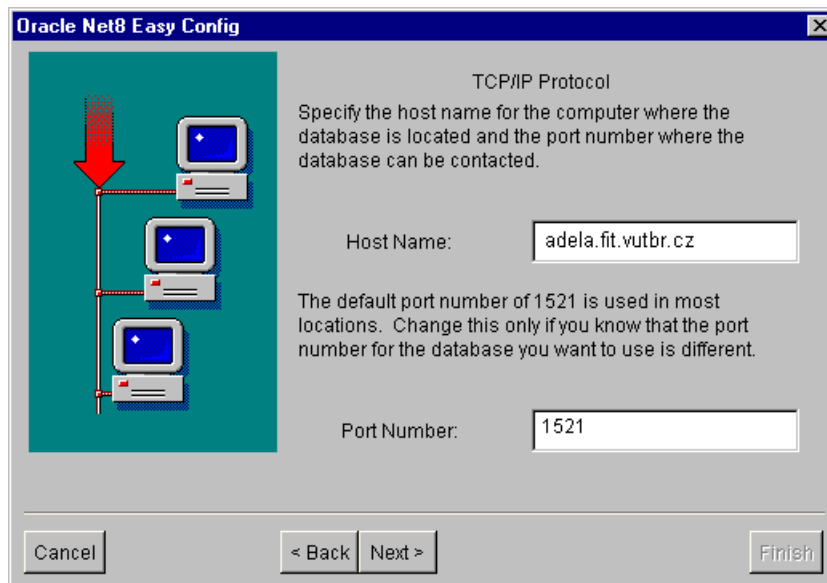 Oracle Net8 Easy Config
TCP/IP Protocol
Specify the host name for the computer where the
database is located and the port number where the
database can be contacted.
Host Name:
adela.fit.vutbr.cz
The default port number of 1521 is used in most
locations. Change this only if you know that the port
number for the database you want to use is different.
Port Number:
1521
Cancel
< Back
Next >
Finish